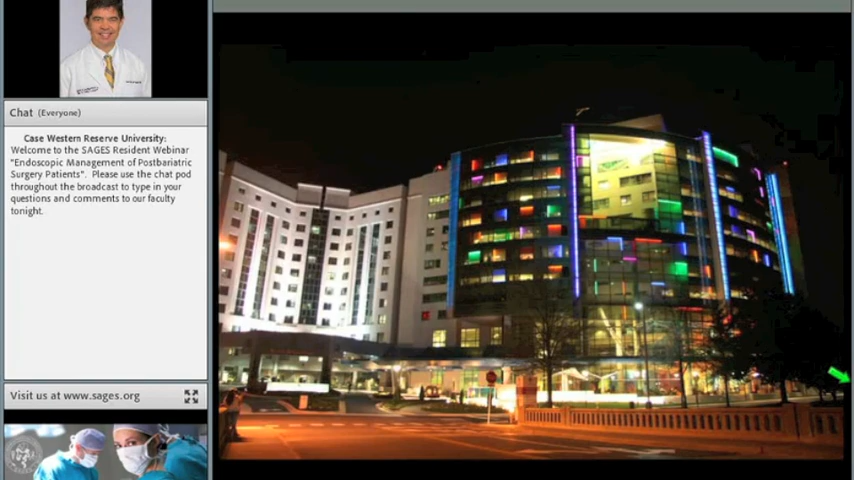 Chat (Everyone)
Case Western Reserve University:
Welcome to the SAGES Resident Webinar
"Endoscopic Management of Postbariatric
Surgery Patients". Please use the chat pod
throughout the broadcast to type in your
questions and comments to our faculty
tonight.
Visit us at www.sages.org